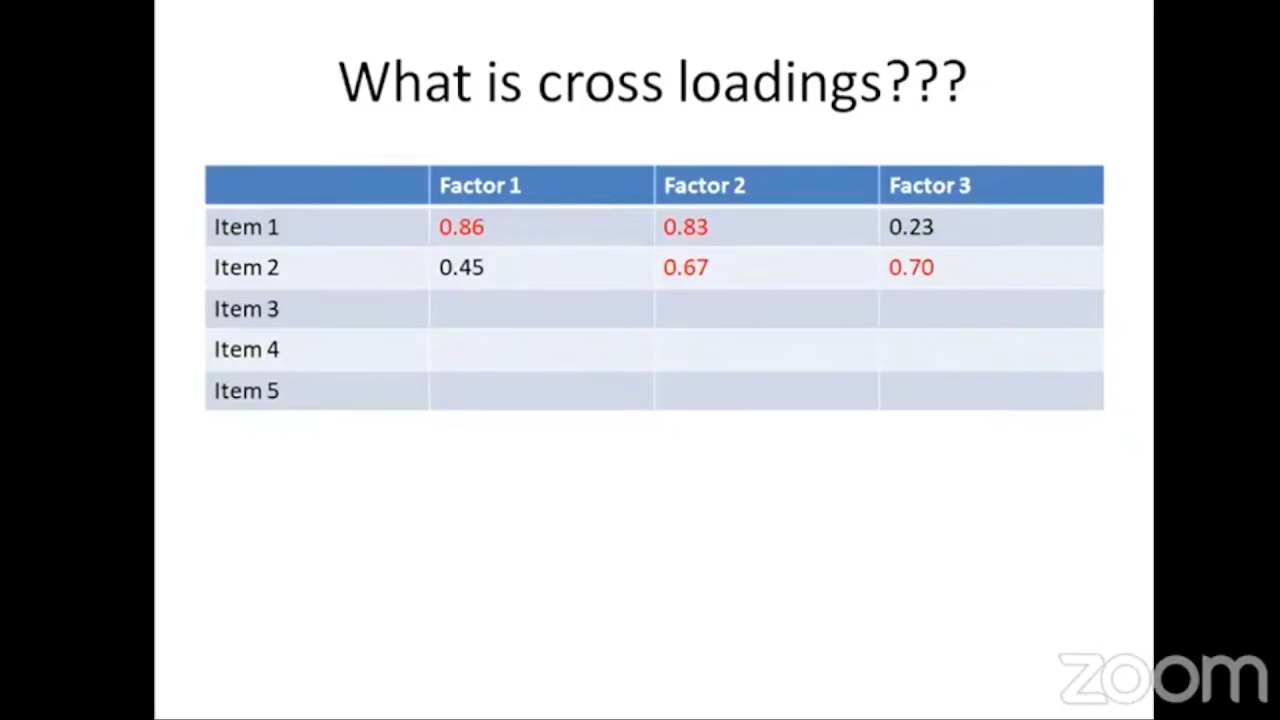 What is cross loadings???
Factor 1 Factor 2 Factor 3
Item 1 0.86 0.83 0.23
Item 2 0.45 0.67 0.70
Item 3
Item 4
Item 5
zoom